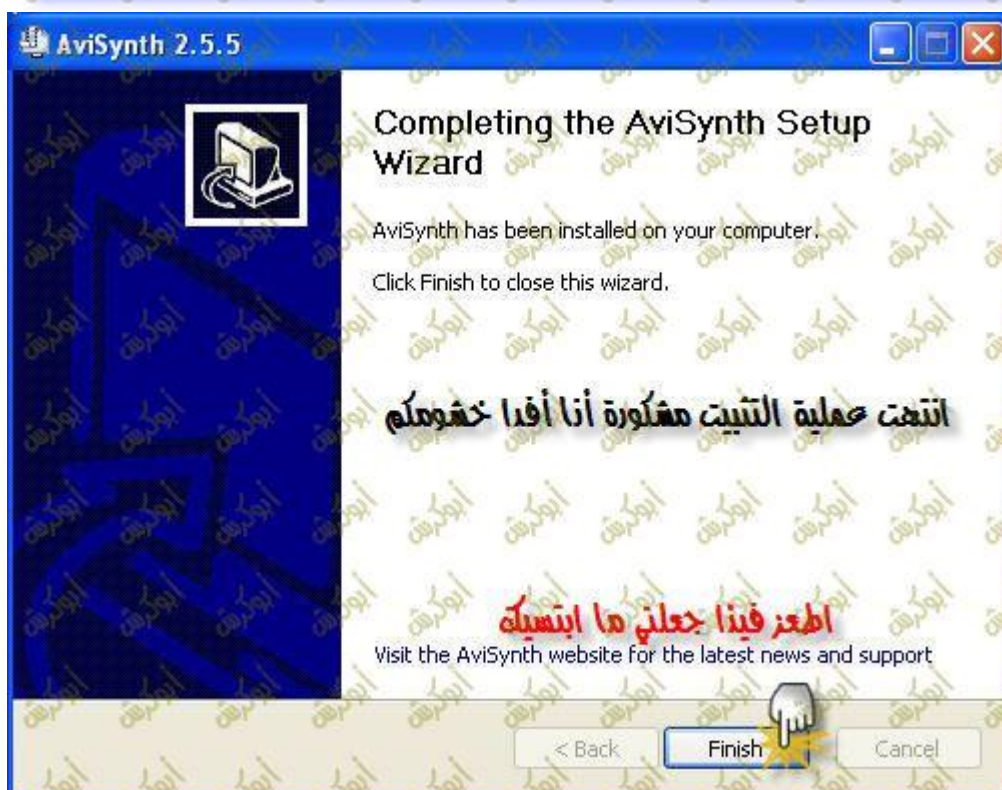 AviSynth 2.5.5
Completing the AviSynth Setup
Wizard
AviSynth has been installed on your computer.
Click Finish to close this wizard.
انتهت عملية التثبيت مشكورة أنا أفدا خشومكم
اطعز فيذا جعلني ما ابتسيك
Visit the AviSynth website for the latest news and support
< Back
Finish
Cancel
أبوكرش